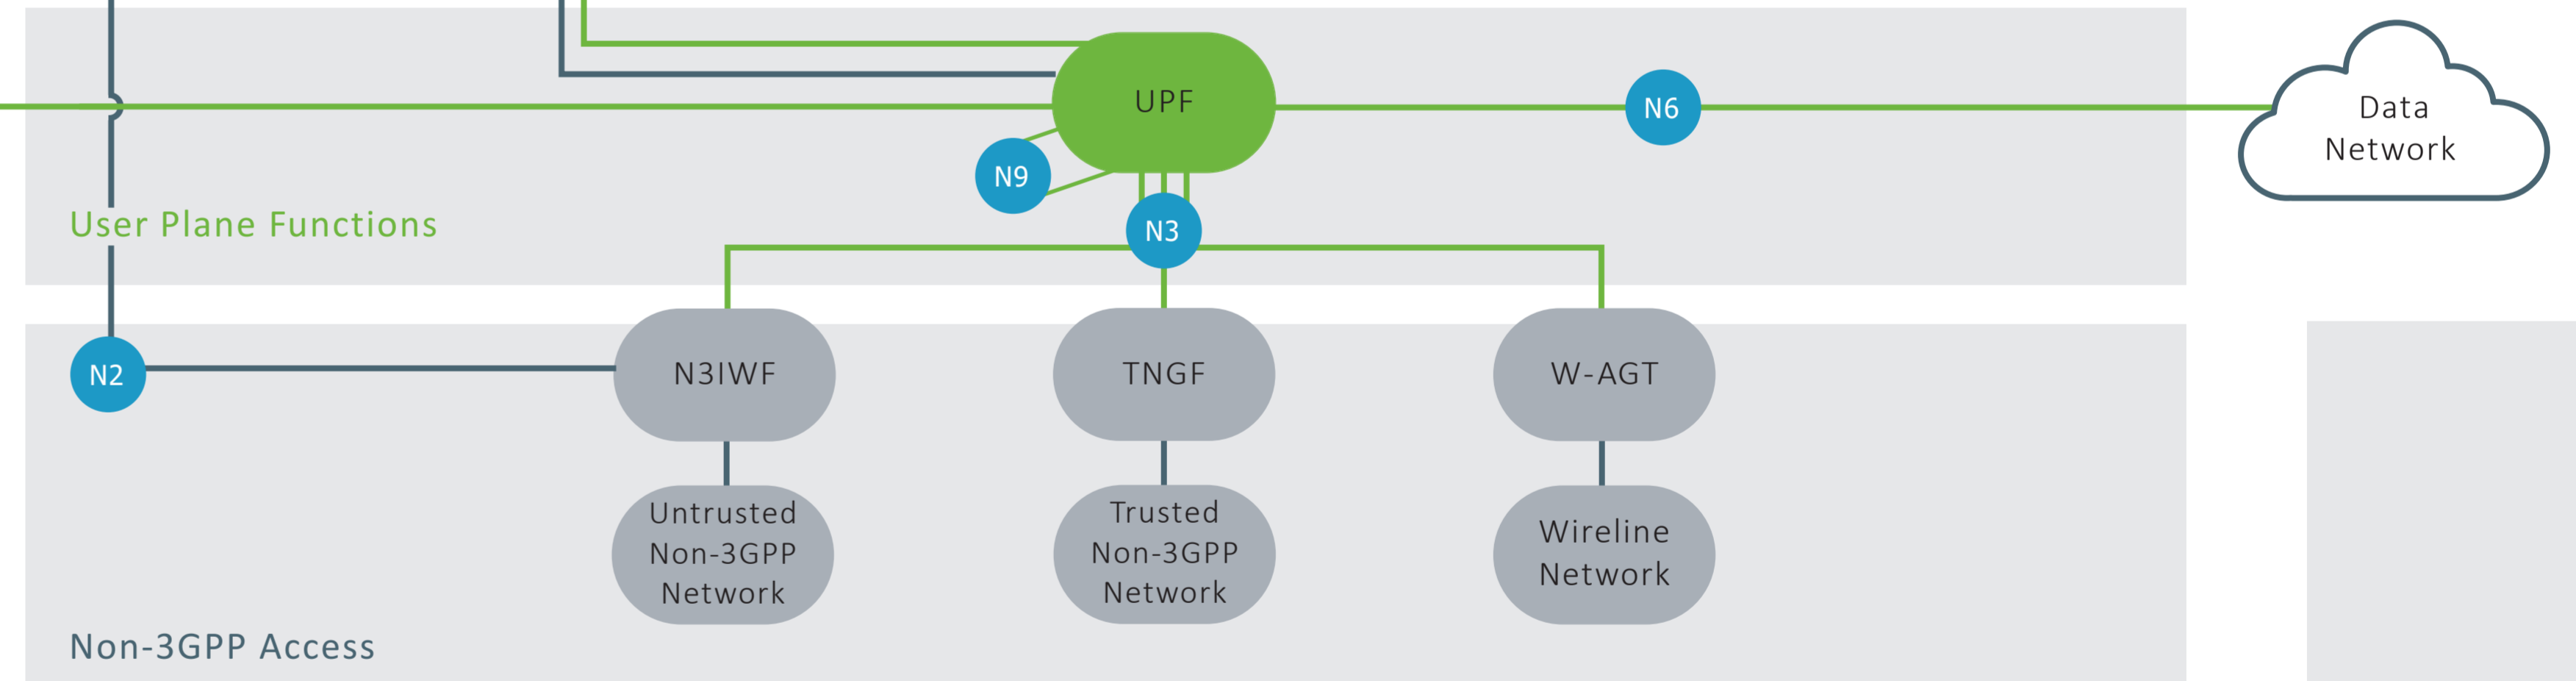 UPF
N6
Data
Network
N9
N3
User Plane Functions
N2
N3IWF
TNGF
W-AGT
Untrusted
Non-3GPP
Network
Trusted
Non-3GPP
Network
Wireline
Network
Non-3GPP Access